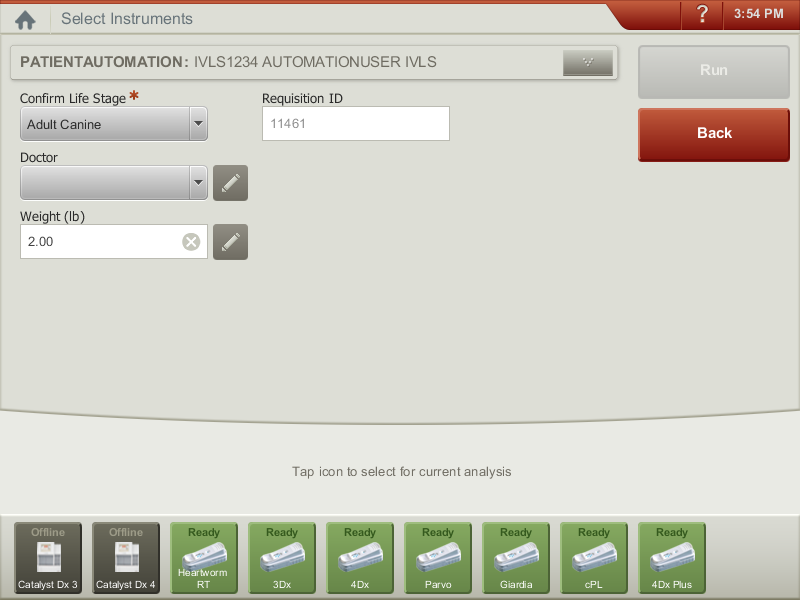 Select Instruments
?
3:54 PM
PATIENTAUTOMATION: IVLS1234 AUTOMATIONUSER IVLS
Run
Confirm Life Stage *
Requisition ID
Adult Canine
11461
Back
Doctor
Weight (lb)
2.00
Tap icon to select for current analysis
Offline
Catalyst Dx 3
Offline
Catalyst Dx 4
Ready
Heartworm
RT
Ready
3Dx
Ready
4Dx
Ready
Parvo
Ready
Giardia
Ready
cPL
Ready
4Dx Plus